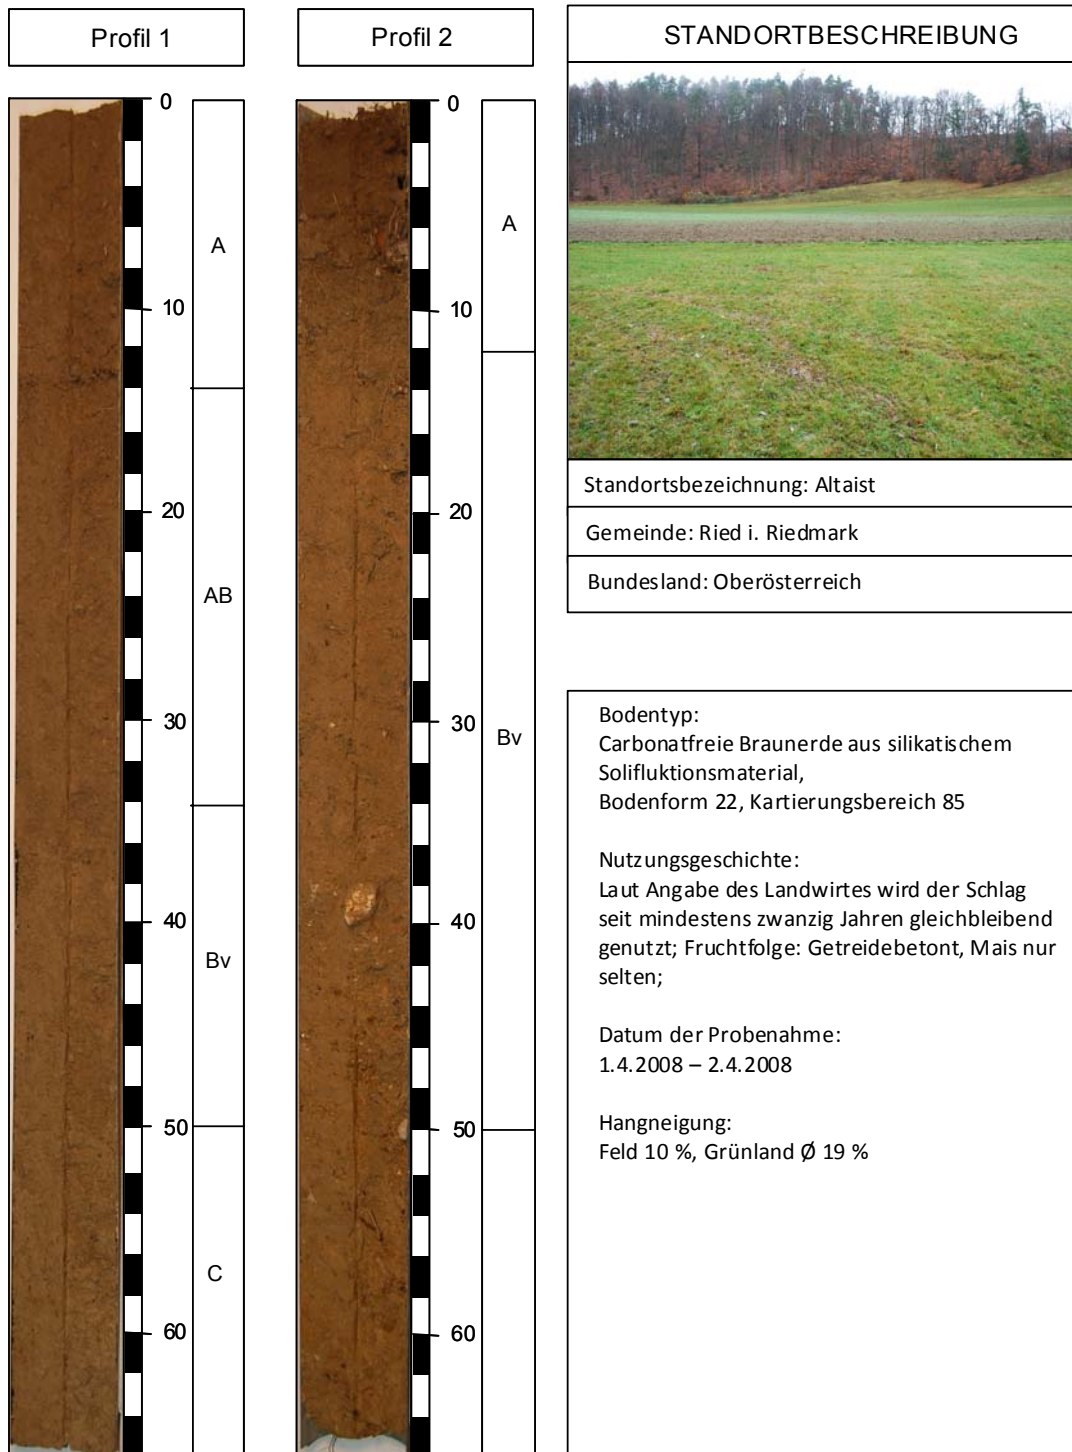 Profil 1
0
A
10
20
AB
30
40
Bv
50
C
60
Profil 2
0
A
10
20
30
Bv
40
50
60
STANDORTBESCHREIBUNG
Standortsbezeichnung: Altaist
Gemeinde: Ried i. Riedmark
Bundesland: Oberösterreich
Bodentyp:
Carbonatfreie Braunerde aus silikatischem
Solifluktionsmaterial,
Bodenform 22, Kartierungsbereich 85
Nutzungsgeschichte:
Laut Angabe des Landwirtes wird der Schlag
seit mindestens zwanzig Jahren gleichbleibend
genutzt; Fruchtfolge: Getreidebetont, Mais nur
selten;
Datum der Probenahme:
1.4.2008 – 2.4.2008
Hangneigung:
Feld 10 %, Grünland Ø 19 %